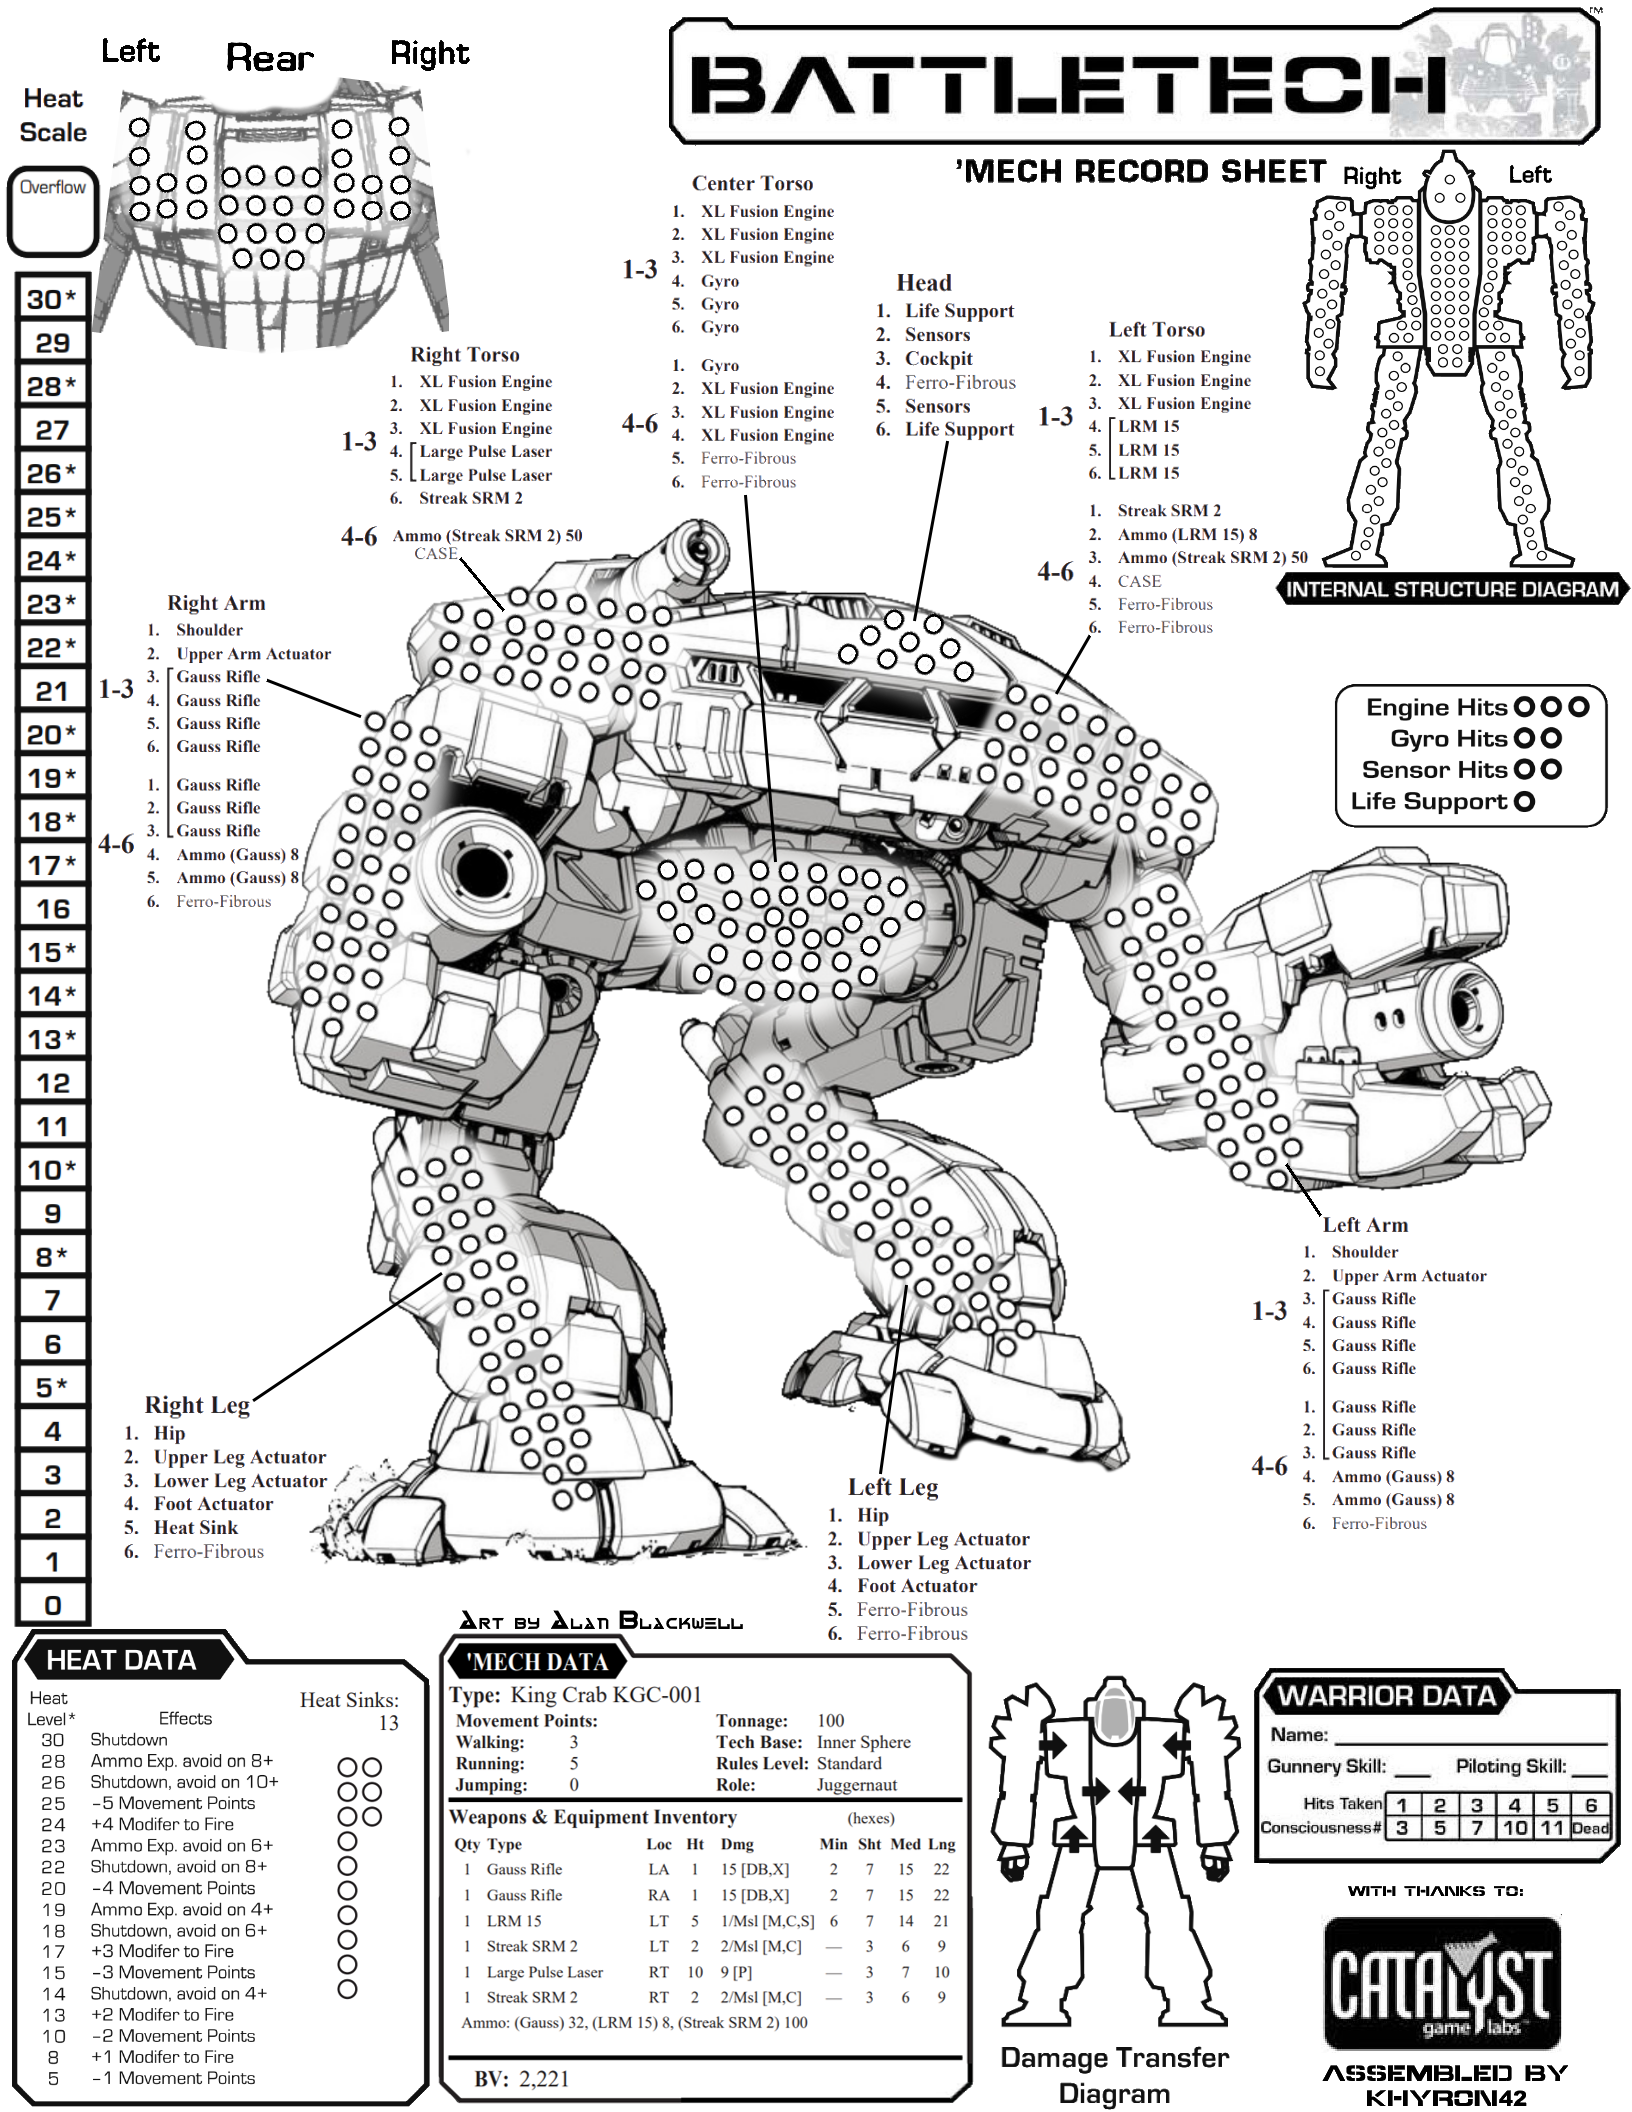 BATTLETECH™
'MECH RECORD SHEET
Left Rear Right
Heat
Scale
Overflow
30*
29
28*
27
26*
25*
24*
23*
22*
21
20*
19*
18*
17*
16
15*
14*
13*
12
11
10*
9
8*
7
6
5*
4
3
2
1
0
Center Torso
1-3
1. XL Fusion Engine
2. XL Fusion Engine
3. XL Fusion Engine
4. Gyro
5. Gyro
6. Gyro
4-6
1. Gyro
2. XL Fusion Engine
3. XL Fusion Engine
4. XL Fusion Engine
5. Ferro-Fibrous
6. Ferro-Fibrous
Head
1. Life Support
2. Sensors
3. Cockpit
4. Ferro-Fibrous
5. Sensors
6. Life Support
Right Torso
1-3
1. XL Fusion Engine
2. XL Fusion Engine
3. XL Fusion Engine
4. Large Pulse Laser
5. Large Pulse Laser
6. Streak SRM 2
4-6 Ammo (Streak SRM 2) 50
CASE
Left Torso
1-3
1. XL Fusion Engine
2. XL Fusion Engine
3. XL Fusion Engine
4. LRM 15
5. LRM 15
6. LRM 15
4-6
1. Streak SRM 2
2. Ammo (LRM 15) 8
3. Ammo (Streak SRM 2) 50
4. CASE
5. Ferro-Fibrous
6. Ferro-Fibrous
Right Left
INTERNAL STRUCTURE DIAGRAM
Engine Hits
Gyro Hits
Sensor Hits
Life Support
Right Arm
1-3
1. Shoulder
2. Upper Arm Actuator
3. Gauss Rifle
4. Gauss Rifle
5. Gauss Rifle
6. Gauss Rifle
4-6
1. Gauss Rifle
2. Gauss Rifle
3. Gauss Rifle
4. Ammo (Gauss) 8
5. Ammo (Gauss) 8
6. Ferro-Fibrous
Left Arm
1-3
1. Shoulder
2. Upper Arm Actuator
3. Gauss Rifle
4. Gauss Rifle
5. Gauss Rifle
6. Gauss Rifle
4-6
1. Gauss Rifle
2. Gauss Rifle
3. Gauss Rifle
4. Ammo (Gauss) 8
5. Ammo (Gauss) 8
6. Ferro-Fibrous
Right Leg
1. Hip
2. Upper Leg Actuator
3. Lower Leg Actuator
4. Foot Actuator
5. Heat Sink
6. Ferro-Fibrous
Left Leg
1. Hip
2. Upper Leg Actuator
3. Lower Leg Actuator
4. Foot Actuator
5. Ferro-Fibrous
6. Ferro-Fibrous
Art by Alan Blackwell
HEAT DATA
Heat
Level* Effects
Heat Sinks:
13
30 Shutdown
28 Ammo Exp. avoid on 8+
26 Shutdown, avoid on 10+
25 -5 Movement Points
24 +4 Modifer to Fire
23 Ammo Exp. avoid on 6+
22 Shutdown, avoid on 8+
20 -4 Movement Points
19 Ammo Exp. avoid on 4+
18 Shutdown, avoid on 6+
17 +3 Modifer to Fire
15 -3 Movement Points
14 Shutdown, avoid on 4+
13 +2 Modifer to Fire
10 -2 Movement Points
8 +1 Modifer to Fire
5 -1 Movement Points
'MECH DATA
Type: King Crab KGC-001
Movement Points: Tonnage: 100
Walking: 3 Tech Base: Inner Sphere
Running: 5 Rules Level: Standard
Jumping: 0 Role: Juggernaut
Weapons & Equipment Inventory (hexes)
Qty Type Loc Ht Dmg Min Sht Med Lng
1 Gauss Rifle LA 1 15 [DB,X] 2 7 15 22
1 Gauss Rifle RA 1 15 [DB,X] 2 7 15 22
1 LRM 15 LT 5 1/Msl [M,C,S] 6 7 14 21
1 Streak SRM 2 LT 2 2/Msl [M,C] — 3 6 9
1 Large Pulse Laser RT 10 9 [P] — 3 7 10
1 Streak SRM 2 RT 2 2/Msl [M,C] — 3 6 9
Ammo: (Gauss) 32, (LRM 15) 8, (Streak SRM 2) 100
BV: 2,221
Damage Transfer
Diagram
WARRIOR DATA
Name:
Gunnery Skill: Piloting Skill:
Hits Taken 1 2 3 4 5 6
Consciousness# 3 5 7 10 11 Dead
WITH THANKS TO:
CATALYST
game labs™
ASSEMBLED BY
KHYRON42